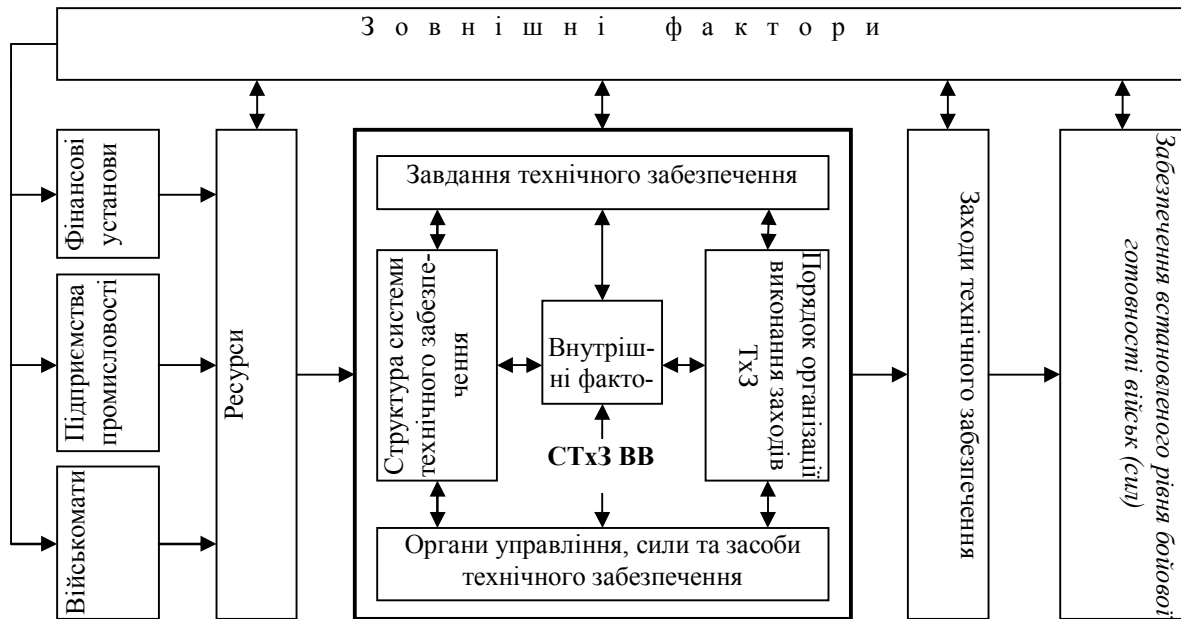 Зовнішні фактори
Фінансові
установи
Підприємства
промисловості
Військомати
Ресурси
Завдання технічного забезпечення
Структура системи
технічного забезпе-
чення
Внутріш-
ні факто-
Порядок організації
виконання заходів
ТхЗ
СТхЗ ВВ
Органи управління, сили та засоби
технічного забезпечення
Заходи технічного забезпечення
Забезпечення встановленого рівня бойової
готовності військ (сил)